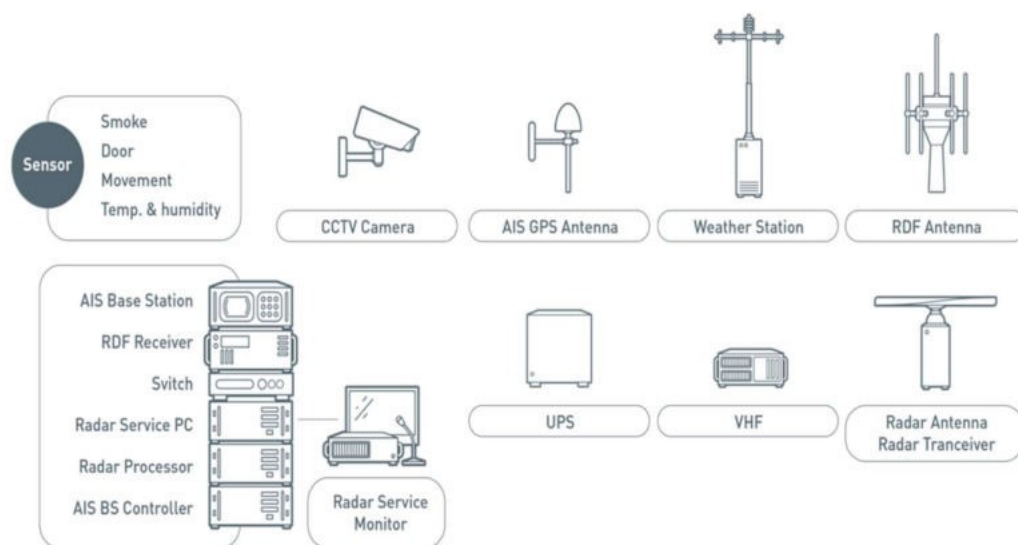 Sensor
Smoke
Door
Movement
Temp. & humidity
CCTV Camera
AIS GPS Antenna
Weather Station
RDF Antenna
AIS Base Station
RDF Receiver
Svitch
Radar Service PC
Radar Processor
AIS BS Controller
Radar Service
Monitor
UPS
VHF
Radar Antenna
Radar Tranceiver